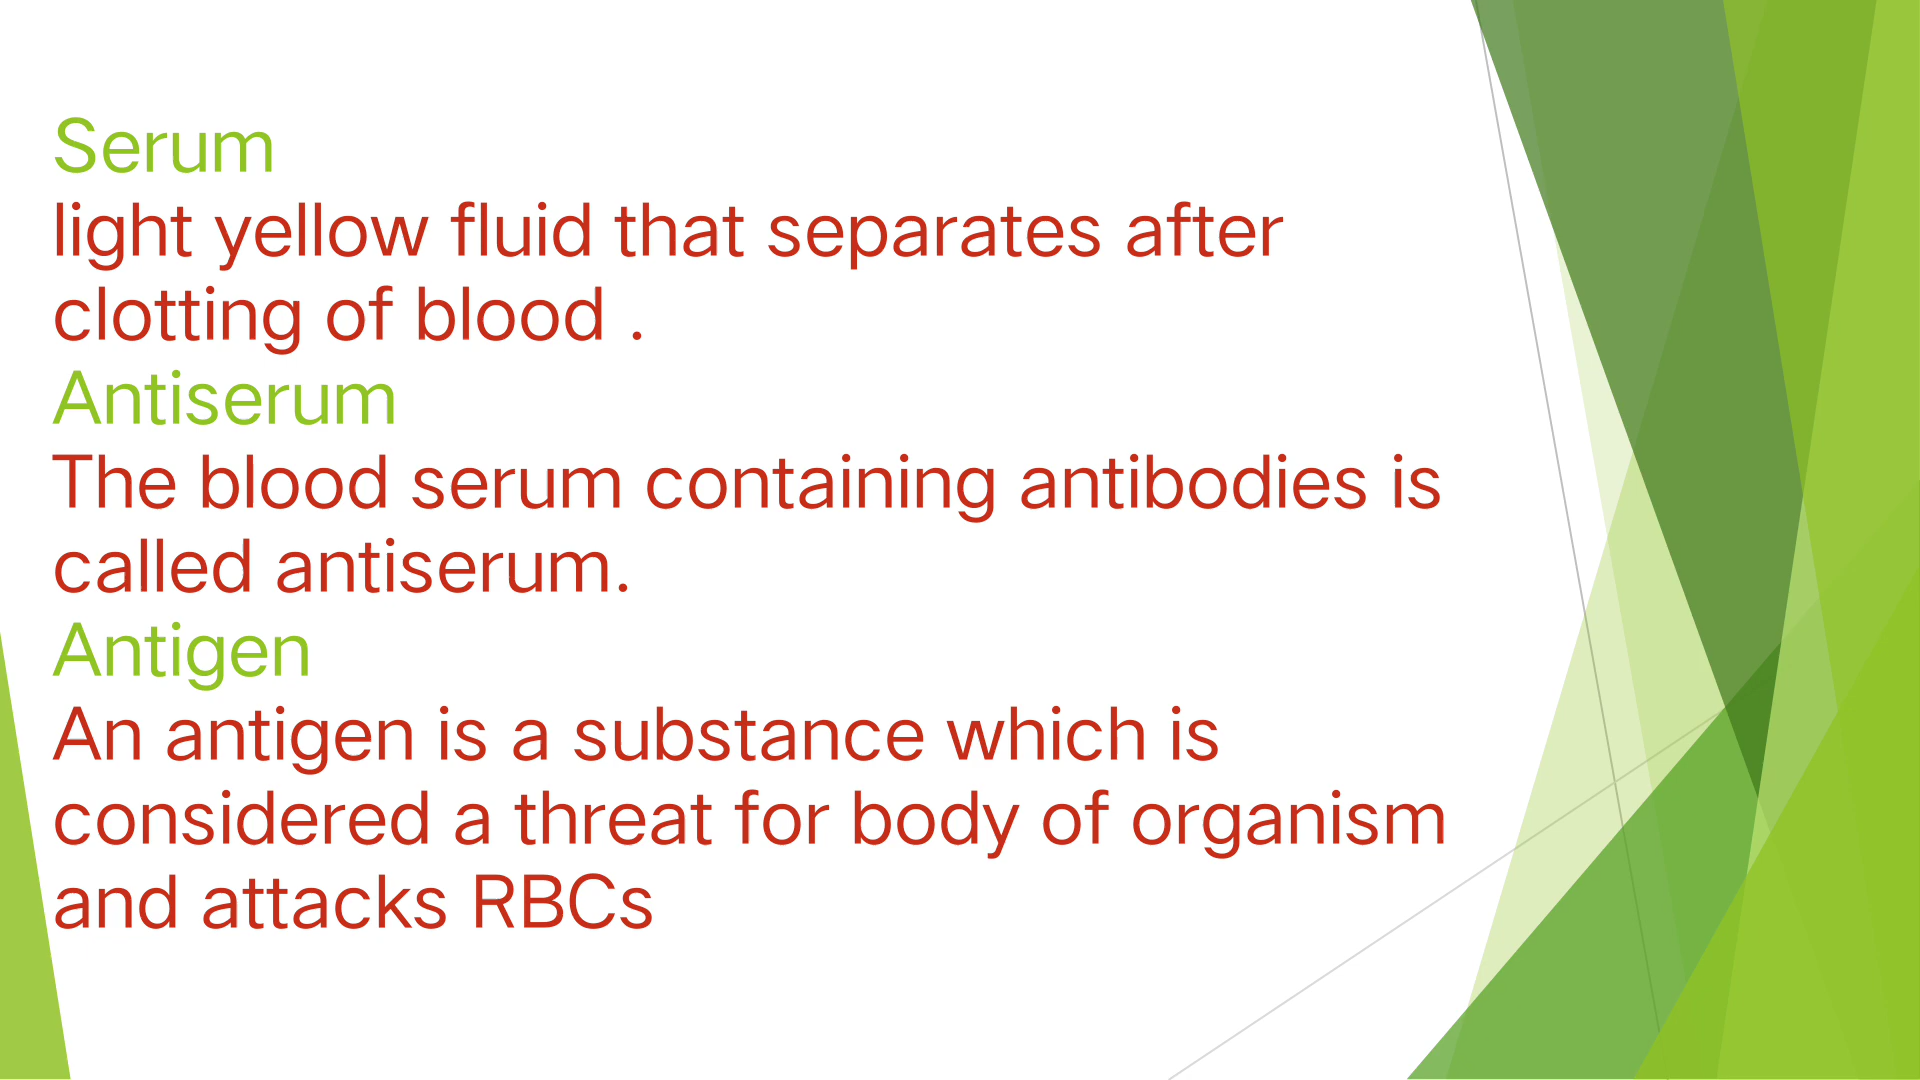 Serum
light yellow fluid that separates after
clotting of blood .
Antiserum
The blood serum containing antibodies is
called antiserum.
Antigen
An antigen is a substance which is
considered a threat for body of organism
and attacks RBCs